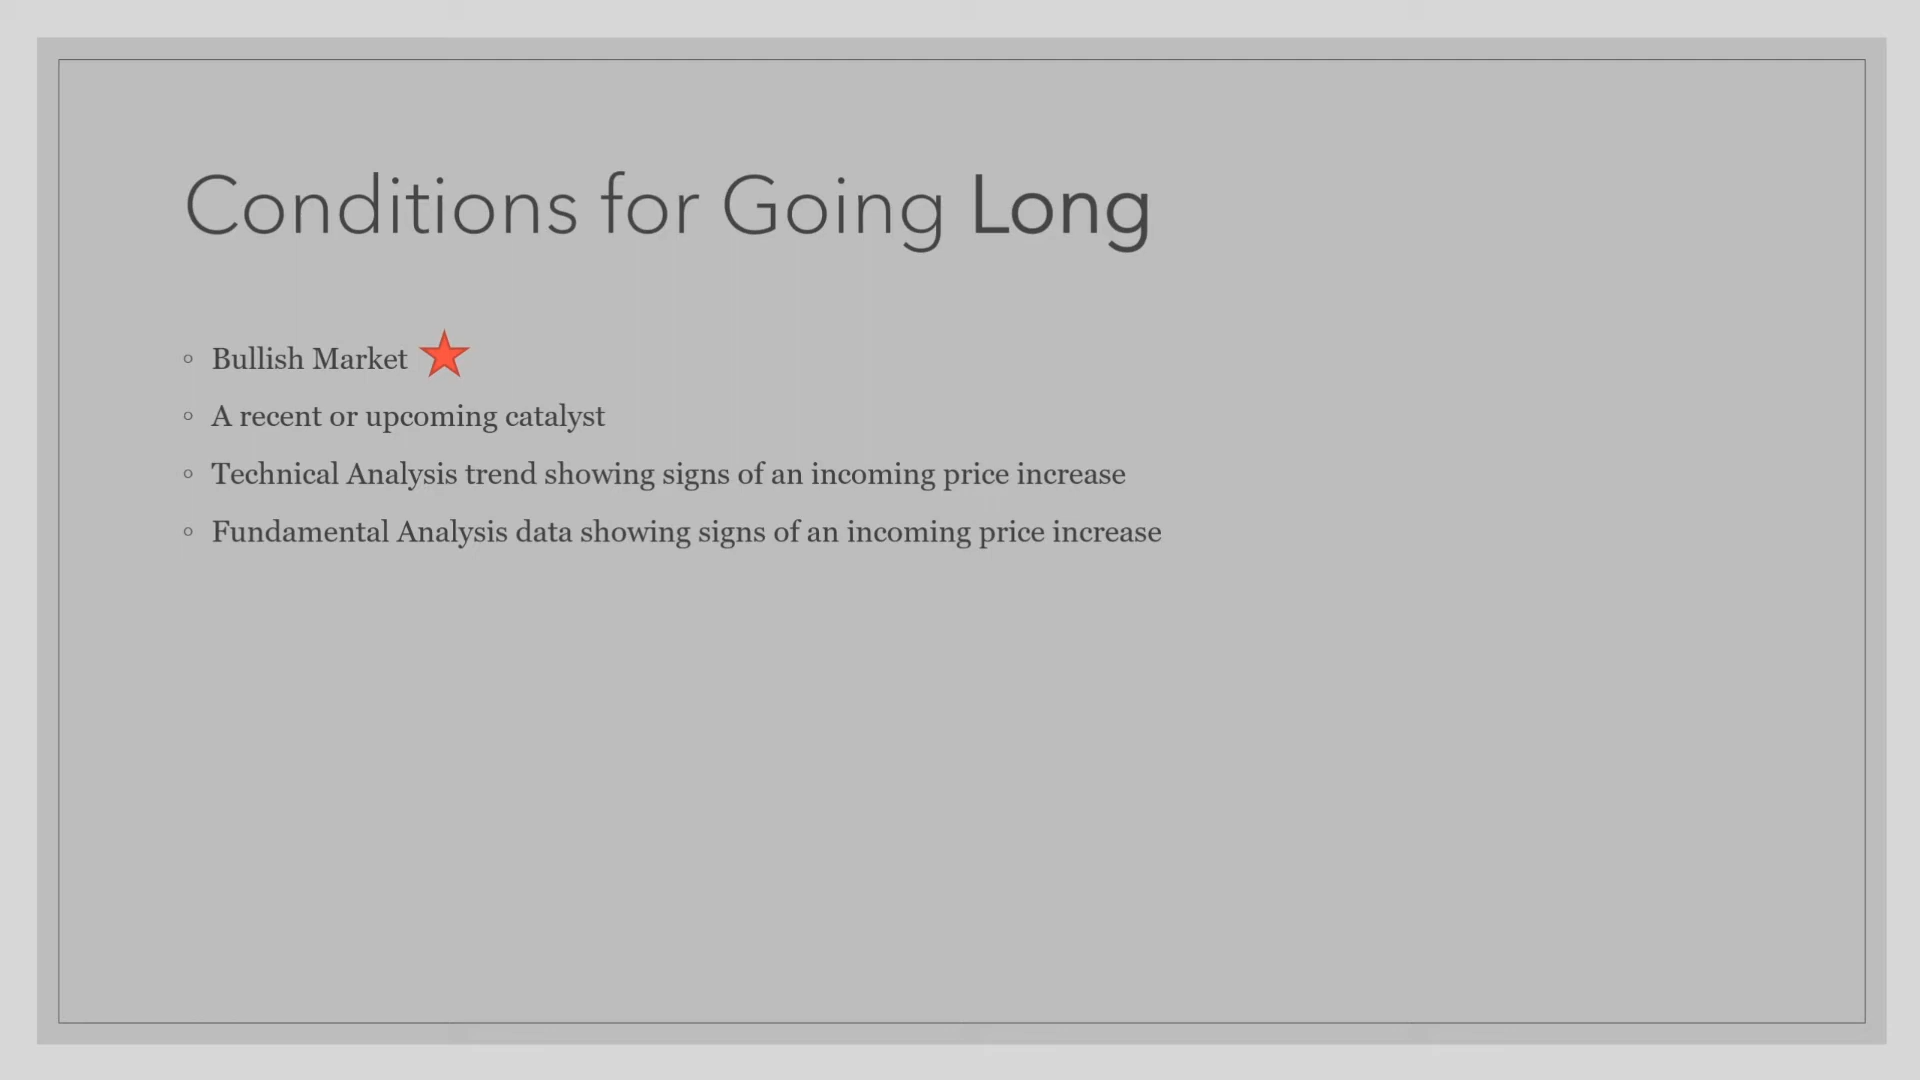 Conditions for Going Long
Bullish Market
A recent or upcoming catalyst
Technical Analysis trend showing signs of an incoming price increase
Fundamental Analysis data showing signs of an incoming price increase